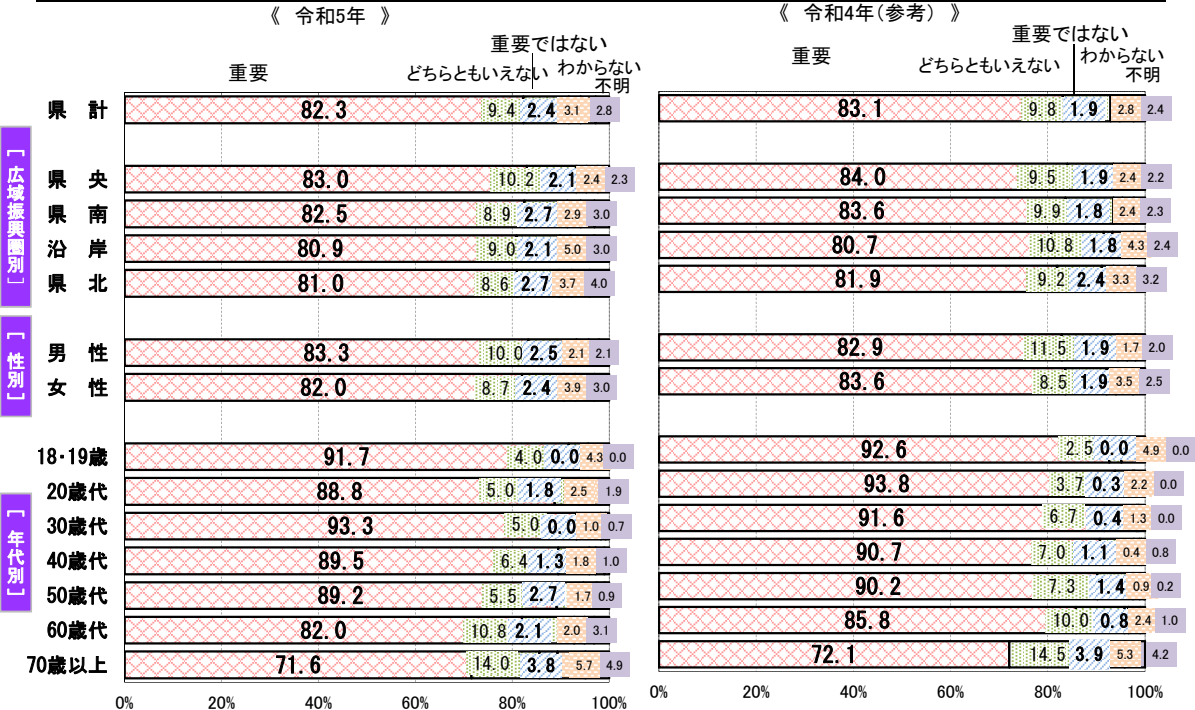 《 令和5年 》
重要
どちらともいえない
重要ではない
わからない
不明
県 計 82.3 9.4 2.4 3.1 2.8
[広域振興圏別]
県 央 83.0 10.2 2.1 2.4 2.3
県 南 82.5 8.9 2.7 2.9 3.0
沿 岸 80.9 9.0 2.1 5.0 3.0
県 北 81.0 8.6 2.7 3.7 4.0
[性別]
男 性 83.3 10.0 2.5 2.1 2.1
女 性 82.0 8.7 2.4 3.9 3.0
[年代別]
18･19歳 91.7 4.0 0.0 4.3 0.0
20歳代 88.8 5.0 1.8 2.5 1.9
30歳代 93.3 5.0 0.0 1.0 0.7
40歳代 89.5 6.4 1.3 1.8 1.0
50歳代 89.2 5.5 2.7 1.7 0.9
60歳代 82.0 10.8 2.1 2.0 3.1
70歳以上 71.6 14.0 3.8 5.7 4.9
0% 20% 40% 60% 80% 100%
《 令和4年(参考) 》
重要
どちらともいえない
重要ではない
わからない
不明
83.1 9.8 1.9 2.8 2.4
84.0 9.5 1.9 2.4 2.2
83.6 9.9 1.8 2.4 2.3
80.7 10.8 1.8 4.3 2.4
81.9 9.2 2.4 3.3 3.2
82.9 11.5 1.9 1.7 2.0
83.6 8.5 1.9 3.5 2.5
92.6 2.5 0.0 4.9 0.0
93.8 3.7 0.3 2.2 0.0
91.6 6.7 0.4 1.3 0.0
90.7 7.0 1.1 0.4 0.8
90.2 7.3 1.4 0.9 0.2
85.8 10.0 0.8 2.4 1.0
72.1 14.5 3.9 5.3 4.2
0% 20% 40% 60% 80% 100%